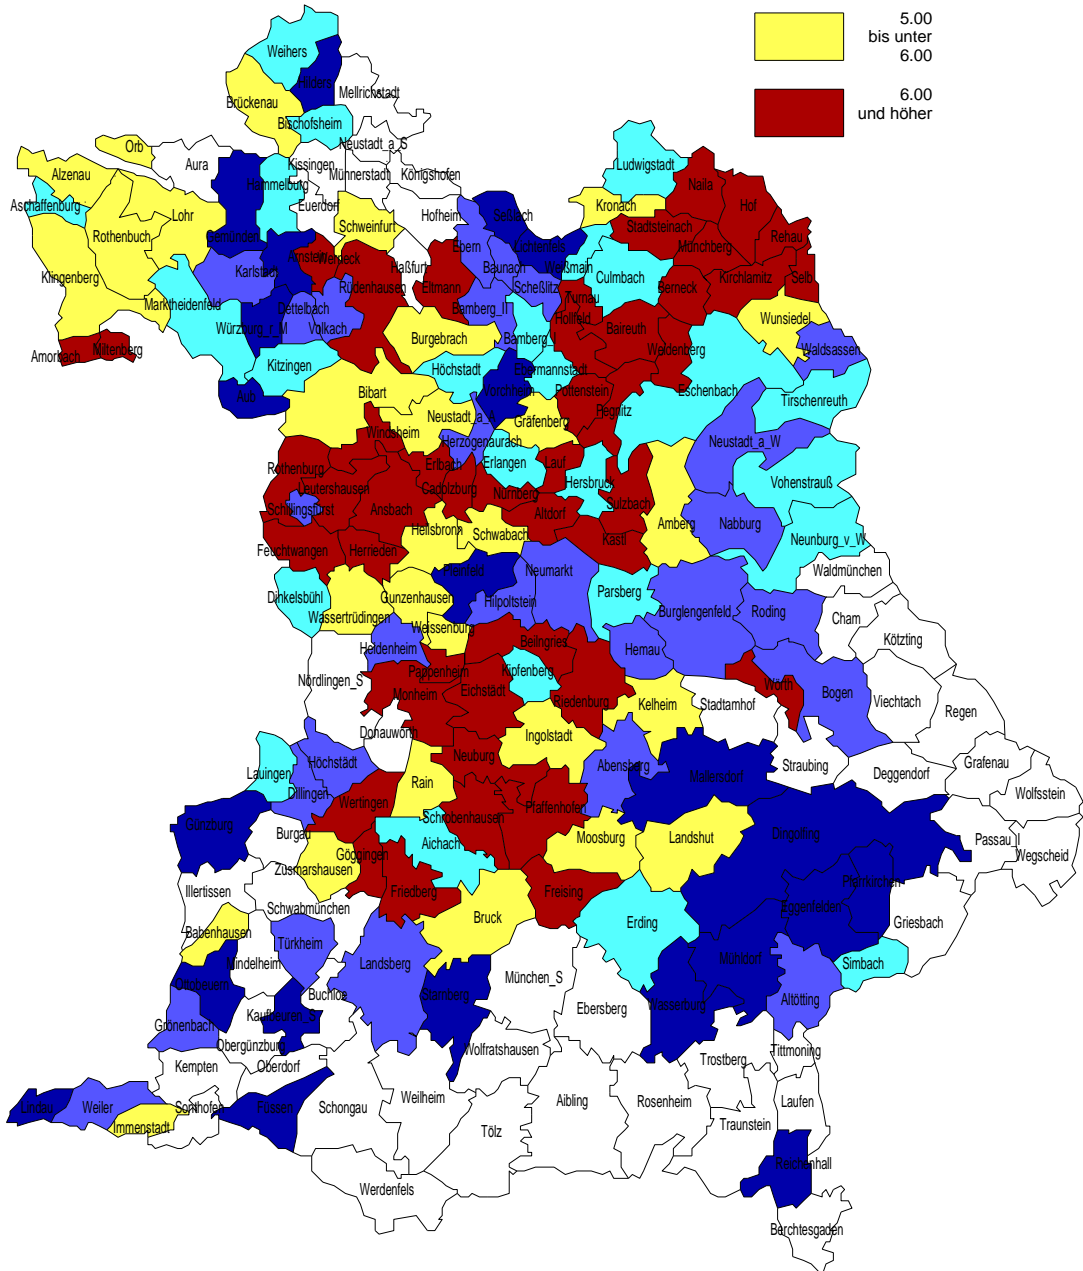 5.00
bis unter
6.00
6.00
und höher
Weihers
Hilders
Mellrichstadt
Brückenau
Bischofsheim
Neustadt_a_S
Orb
Aura
Kissingen
Münnerstadt
Königshofen
Ludwigstadt
Alzenau
Hammelburg
Naila
Aschaffenburg
Euerdorf
Lohr
Schweinfurt
Hofheim
Seßlach
Kronach
Hof
Rothenbuch
Gemünden
Stadtsteinach
Rehau
Ebern
Lichtenfels
Münchberg
Arnstein
Werneck
Haßfurt
Baunach
Weißmain
Culmbach
Kirchlamitz
Selb
Klingenberg
Karlstadt
Rüdenhausen
Eltmann
Scheßlitz
Berneck
Marktheidenfeld
Dettelbach
Bamberg_II
Turnau
Hollfeld
Wunsiedel
Würzburg_r_M
Volkach
Burgebrach
Bamberg_I
Baireuth
Amorbach
Miltenberg
Weidenberg
Waldsassen
Kitzingen
Höchstadt
Ebermannstadt
Aub
Bibart
Vorchheim
Pottenstein
Eschenbach
Tirschenreuth
Neustadt_a_A
Gräfenberg
Pegnitz
Windsheim
Herzogenaurach
Neustadt_a_W
Rothenburg
Erlbach
Erlangen
Lauf
Hersbruck
Vohenstrauß
Leutershausen
Cadolzburg
Nürnberg
Sulzbach
Schillingsfürst
Ansbach
Altdorf
Amberg
Nabburg
Heilsbronn
Schwabach
Kastl
Neunburg_v_W
Feuchtwangen
Herrieden
Pleinfeld
Neumarkt
Waldmünchen
Dinkelsbühl
Gunzenhausen
Parsberg
Hilpoltstein
Burglengenfeld
Roding
Wassertrüdingen
Cham
Weissenburg
Kötzting
Heidenheim
Beilngries
Hemau
Nördlingen_S
Pappenheim
Kipfenberg
Wörth
Monheim
Eichstädt
Riedenburg
Kelheim
Stadtamhof
Bogen
Viechtach
Regen
Donauwörth
Ingolstadt
Neuburg
Lauingen
Höchstädt
Abensberg
Mallersdorf
Straubing
Deggendorf
Grafenau
Rain
Dillingen
Wertingen
Pfaffenhofen
Wolfsstein
Günzburg
Schrobenhausen
Burgau
Aichach
Moosburg
Landshut
Dingolfing
Passau_II
Göggingen
Wegscheid
Zusmarshausen
Illertissen
Friedberg
Freising
Pfarrkirchen
Schwabmünchen
Eggenfelden
Bruck
Erding
Griesbach
Babenhausen
Türkheim
Mindelheim
Landsberg
Mühldorf
Simbach
Ottobeuern
Buchloe
Starnberg
München_S
Wasserburg
Altötting
Grönenbach
Kaufbeuren_S
Ebersberg
Obergünzburg
Wolfratshausen
Tittmoning
Kempten
Oberdorf
Trostberg
Lindau
Weiler
Sonthofen
Füssen
Schongau
Weilheim
Aibling
Rosenheim
Laufen
Immenstadt
Tölz
Traunstein
Reichenhall
Werdenfels
Berchtesgaden